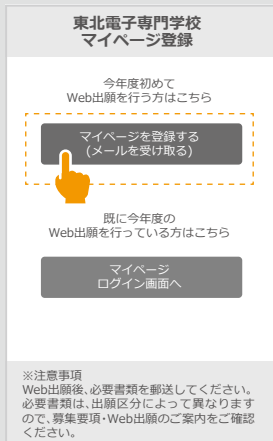 東北電子専門学校
マイページ登録
今年度初めて
Web出願を行う方はこちら
マイページを登録する
(メールを受け取る)
既に今年度の
Web出願を行っている方はこちら
マイページ
ログイン画面へ
※注意事項
Web出願後、必要書類を郵送してください。
必要書類は、出願区分によって異なります
ので、募集要項・Web出願のご案内をご確認
ください。